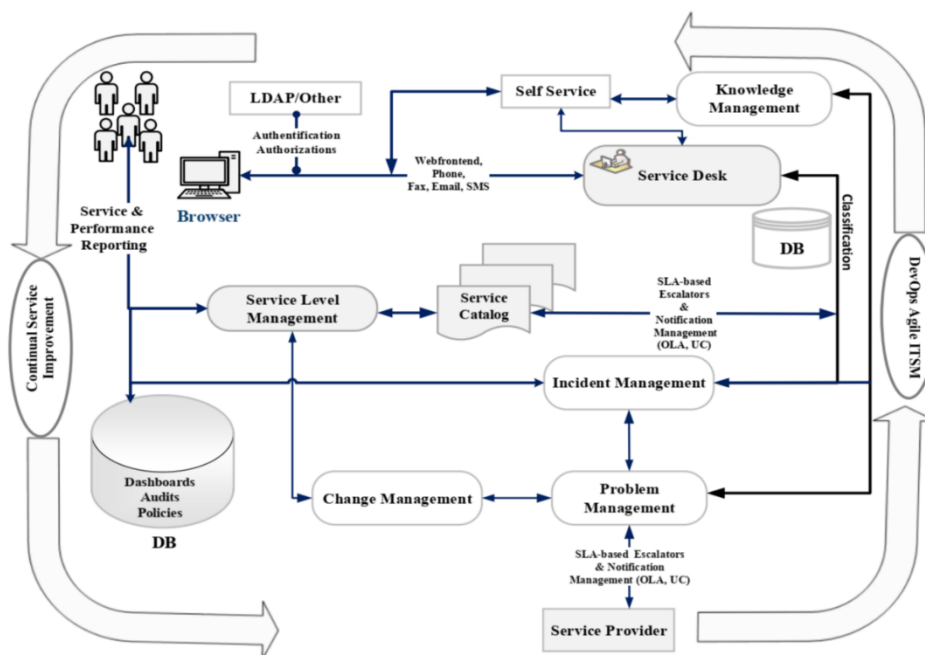 LDAP/Other
Authentification
Authorizations
Self Service
Knowledge
Management
Webfrontend,
Phone,
Fax, Email, SMS
Service Desk
Browser
Service &
Performance
Reporting
DB
Classification
Continual Service
Improvement
DevOps Agile ITSM
Service Level
Management
Service
Catalog
SLA-based
Escalators
&
Notification
Management
(OLA, UC)
Incident Management
Dashboards
Audits
Policies
DB
Change Management
Problem
Management
SLA-based Escalators
& Notification
Management (OLA, UC)
Service Provider